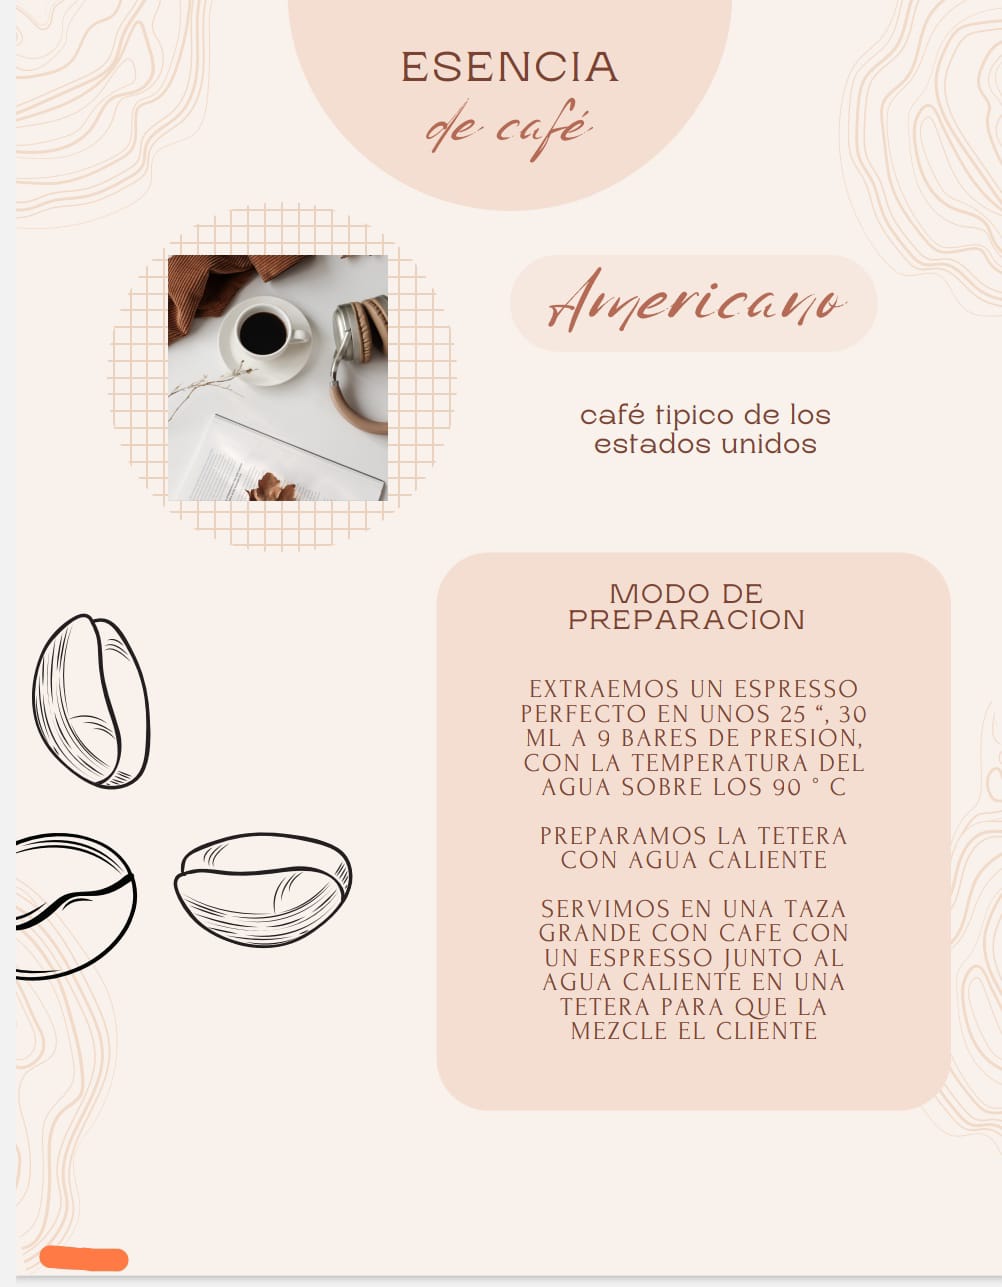 ESENCIA
de café
Americano
café tipico de los
estados unidos
MODO DE
PREPARACION
EXTRAEMOS UN ESPRESSO
PERFECTO EN UNOS 25 “, 30
ML A 9 BARES DE PRESION,
CON LA TEMPERATURA DEL
AGUA SOBRE LOS 90 ° C
PREPARAMOS LA TETERA
CON AGUA CALIENTE
SERVIMOS EN UNA TAZA
GRANDE CON CAFE CON
UN ESPRESSO JUNTO AL
AGUA CALIENTE EN UNA
TETERA PARA QUE LA
MEZCLE EL CLIENTE